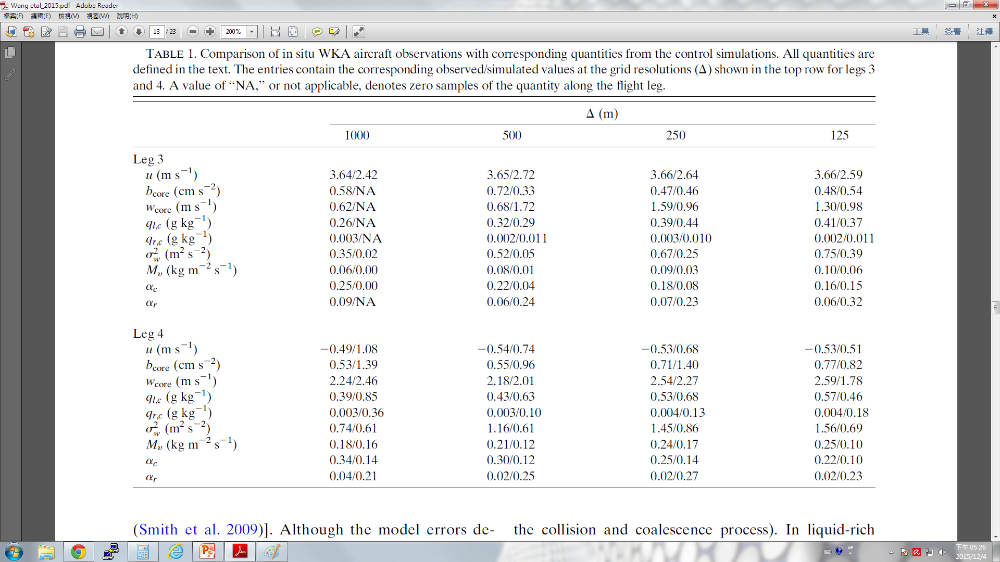 Wang etal_2015.pdf - Adobe Reader
檔案(F) 編輯(E) 檢視(V) 視窗(W) 說明(H)
13 / 23 200% 工具 簽署 注釋
TABLE 1. Comparison of in situ WKA aircraft observations with corresponding quantities from the control simulations. All quantities are
defined in the text. The entries contain the corresponding observed/simulated values at the grid resolutions (Δ) shown in the top row for legs 3
and 4. A value of “NA,” or not applicable, denotes zero samples of the quantity along the flight leg.
Δ (m)
1000 500 250 125
Leg 3
u (m s⁻¹) 3.64/2.42 3.65/2.72 3.66/2.64 3.66/2.59
b_core (cm s⁻²) 0.58/NA 0.72/0.33 0.47/0.46 0.48/0.54
w_core (m s⁻¹) 0.62/NA 0.68/1.72 1.59/0.96 1.30/0.98
q_l,c (g kg⁻¹) 0.26/NA 0.32/0.29 0.39/0.44 0.41/0.37
q_r,c (g kg⁻¹) 0.003/NA 0.002/0.011 0.003/0.010 0.002/0.011
σ²_w (m² s⁻²) 0.35/0.02 0.52/0.05 0.67/0.25 0.75/0.39
M_v (kg m⁻² s⁻¹) 0.06/0.00 0.08/0.01 0.09/0.03 0.10/0.06
α_c 0.25/0.00 0.22/0.04 0.18/0.08 0.16/0.15
α_r 0.09/NA 0.06/0.24 0.07/0.23 0.06/0.32
Leg 4
u (m s⁻¹) −0.49/1.08 −0.54/0.74 −0.53/0.68 −0.53/0.51
b_core (cm s⁻²) 0.53/1.39 0.55/0.96 0.71/1.40 0.77/0.82
w_core (m s⁻¹) 2.24/2.46 2.18/2.01 2.54/2.27 2.59/1.78
q_l,c (g kg⁻¹) 0.39/0.85 0.43/0.63 0.53/0.68 0.57/0.46
q_r,c (g kg⁻¹) 0.003/0.36 0.003/0.10 0.004/0.13 0.004/0.18
σ²_w (m² s⁻²) 0.74/0.61 1.16/0.61 1.45/0.86 1.56/0.69
M_v (kg m⁻² s⁻¹) 0.18/0.16 0.21/0.12 0.24/0.17 0.25/0.10
α_c 0.34/0.14 0.30/0.12 0.25/0.14 0.22/0.10
α_r 0.04/0.21 0.02/0.25 0.02/0.27 0.02/0.23
(Smith et al. 2009)]. Although the model errors de-
the collision and coalescence process). In liquid-rich
下午 05:26
2015/12/4